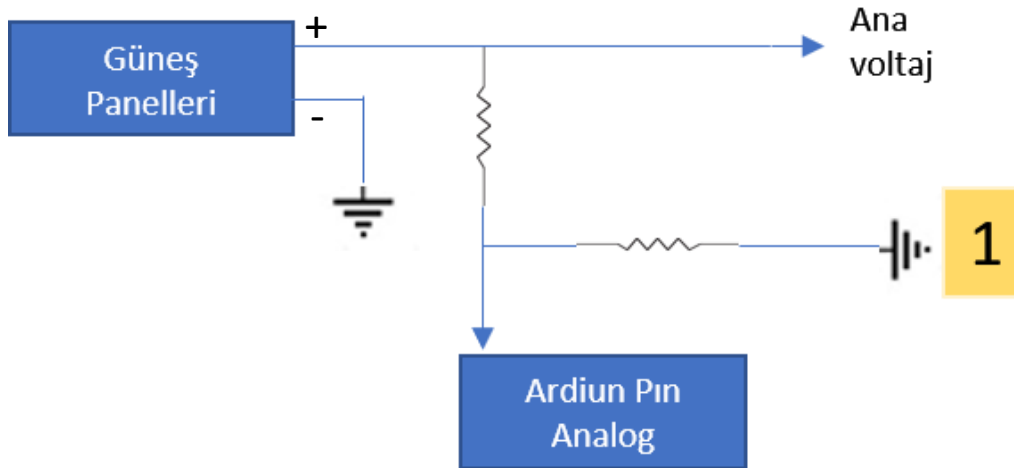 Güneş
Panelleri
+
-
Ana
voltaj
1
Ardiun Pın
Analog